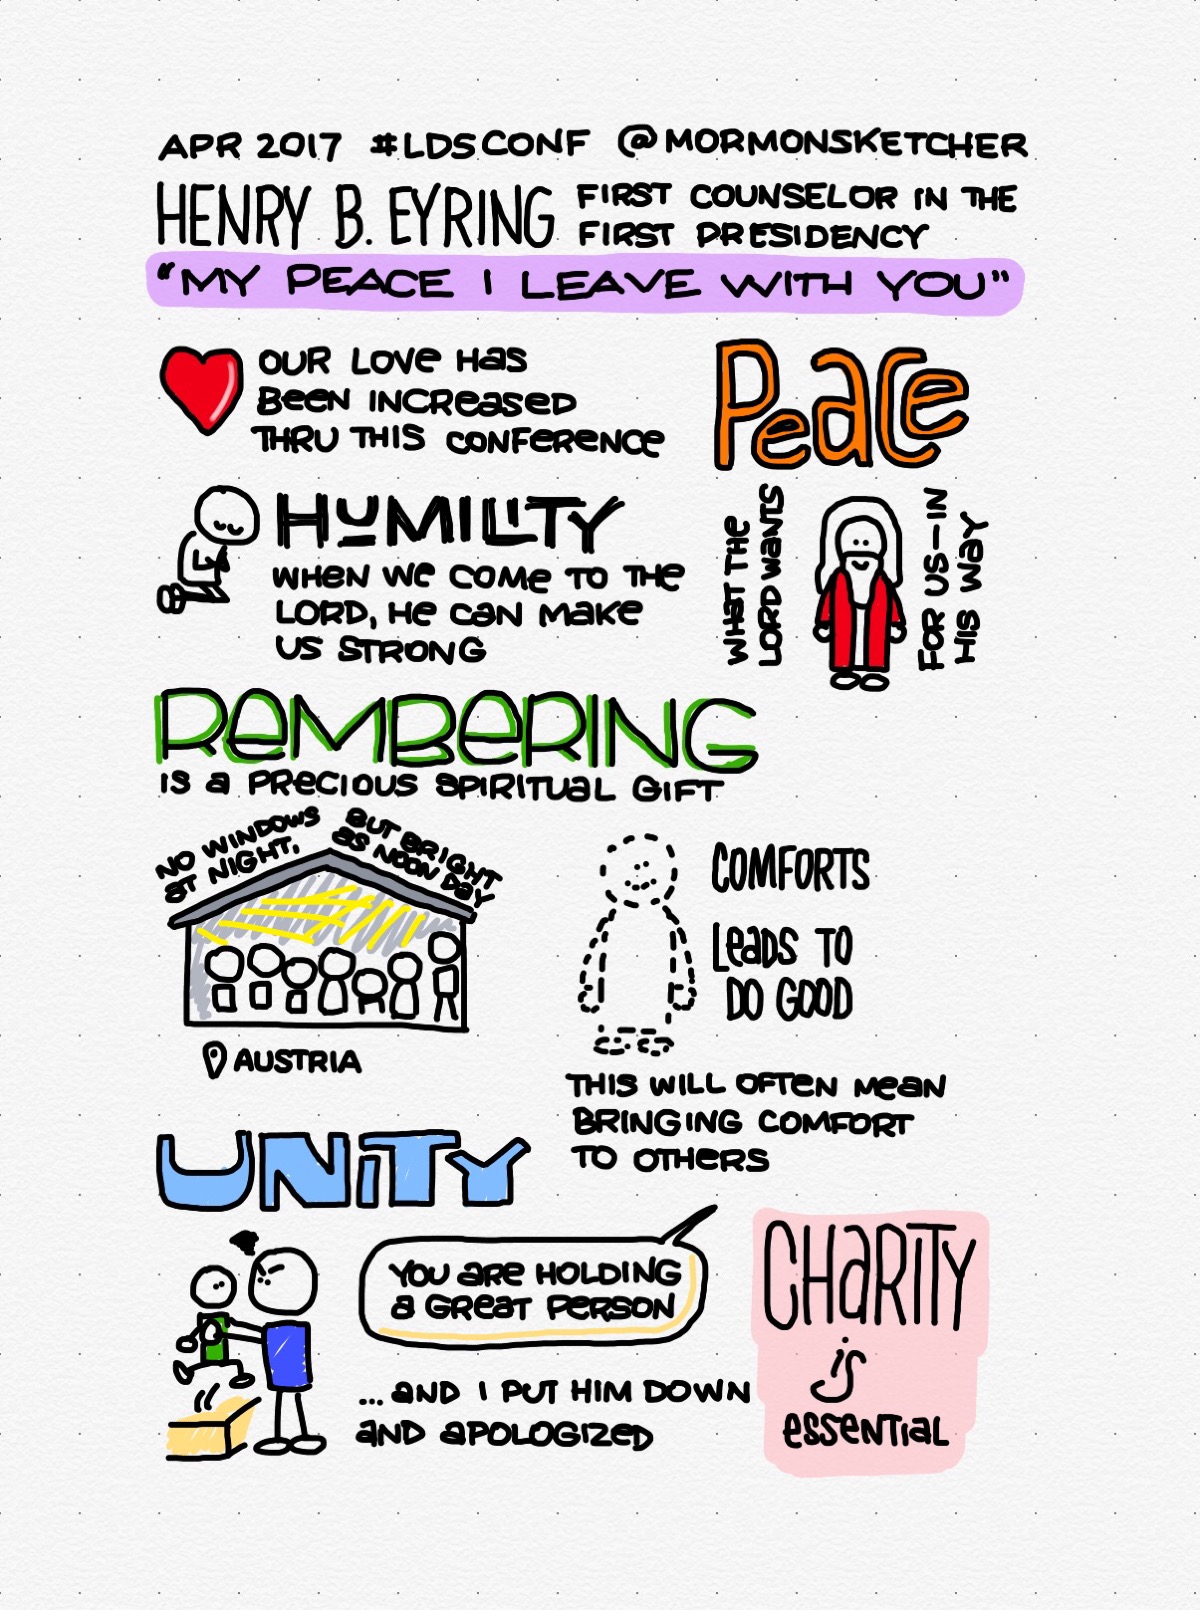 APR 2017 #LDSCONF @MORMONSKETCHER
HENRY B. EYRING
FIRST COUNSELOR IN THE
FIRST PRESIDENCY
"MY PEACE I LEAVE WITH YOU"
OUR LOVE HAS
BEEN INCREASED
THRU THIS CONFERENCE
PEACE
WHAT THE
LORD WANTS
FOR US—IN
HIS WAY
HUMILITY
WHEN WE COME TO THE
LORD, HE CAN MAKE
US STRONG
REMBERING
IS A PRECIOUS SPIRITUAL GIFT
NO WINDOWS
AT NIGHT,
BUT BRIGHT
AS NOON DAY
AUSTRIA
COMFORTS
LEADS TO
DO GOOD
THIS WILL OFTEN MEAN
BRINGING COMFORT
TO OTHERS
UNITY
YOU ARE HOLDING
A GREAT PERSON
... AND I PUT HIM DOWN
AND APOLOGIZED
CHARITY
is
ESSENTIAL